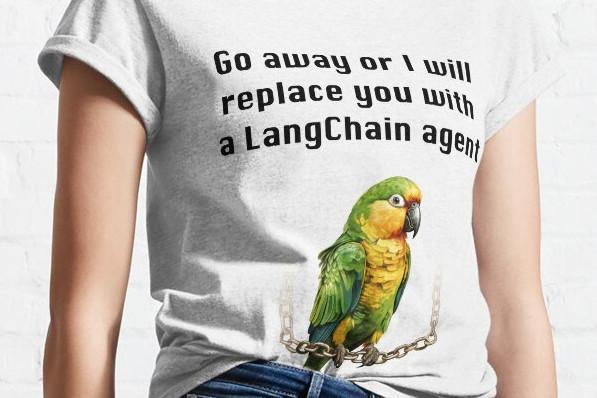 Go away or I will
replace you with
a LangChain agent